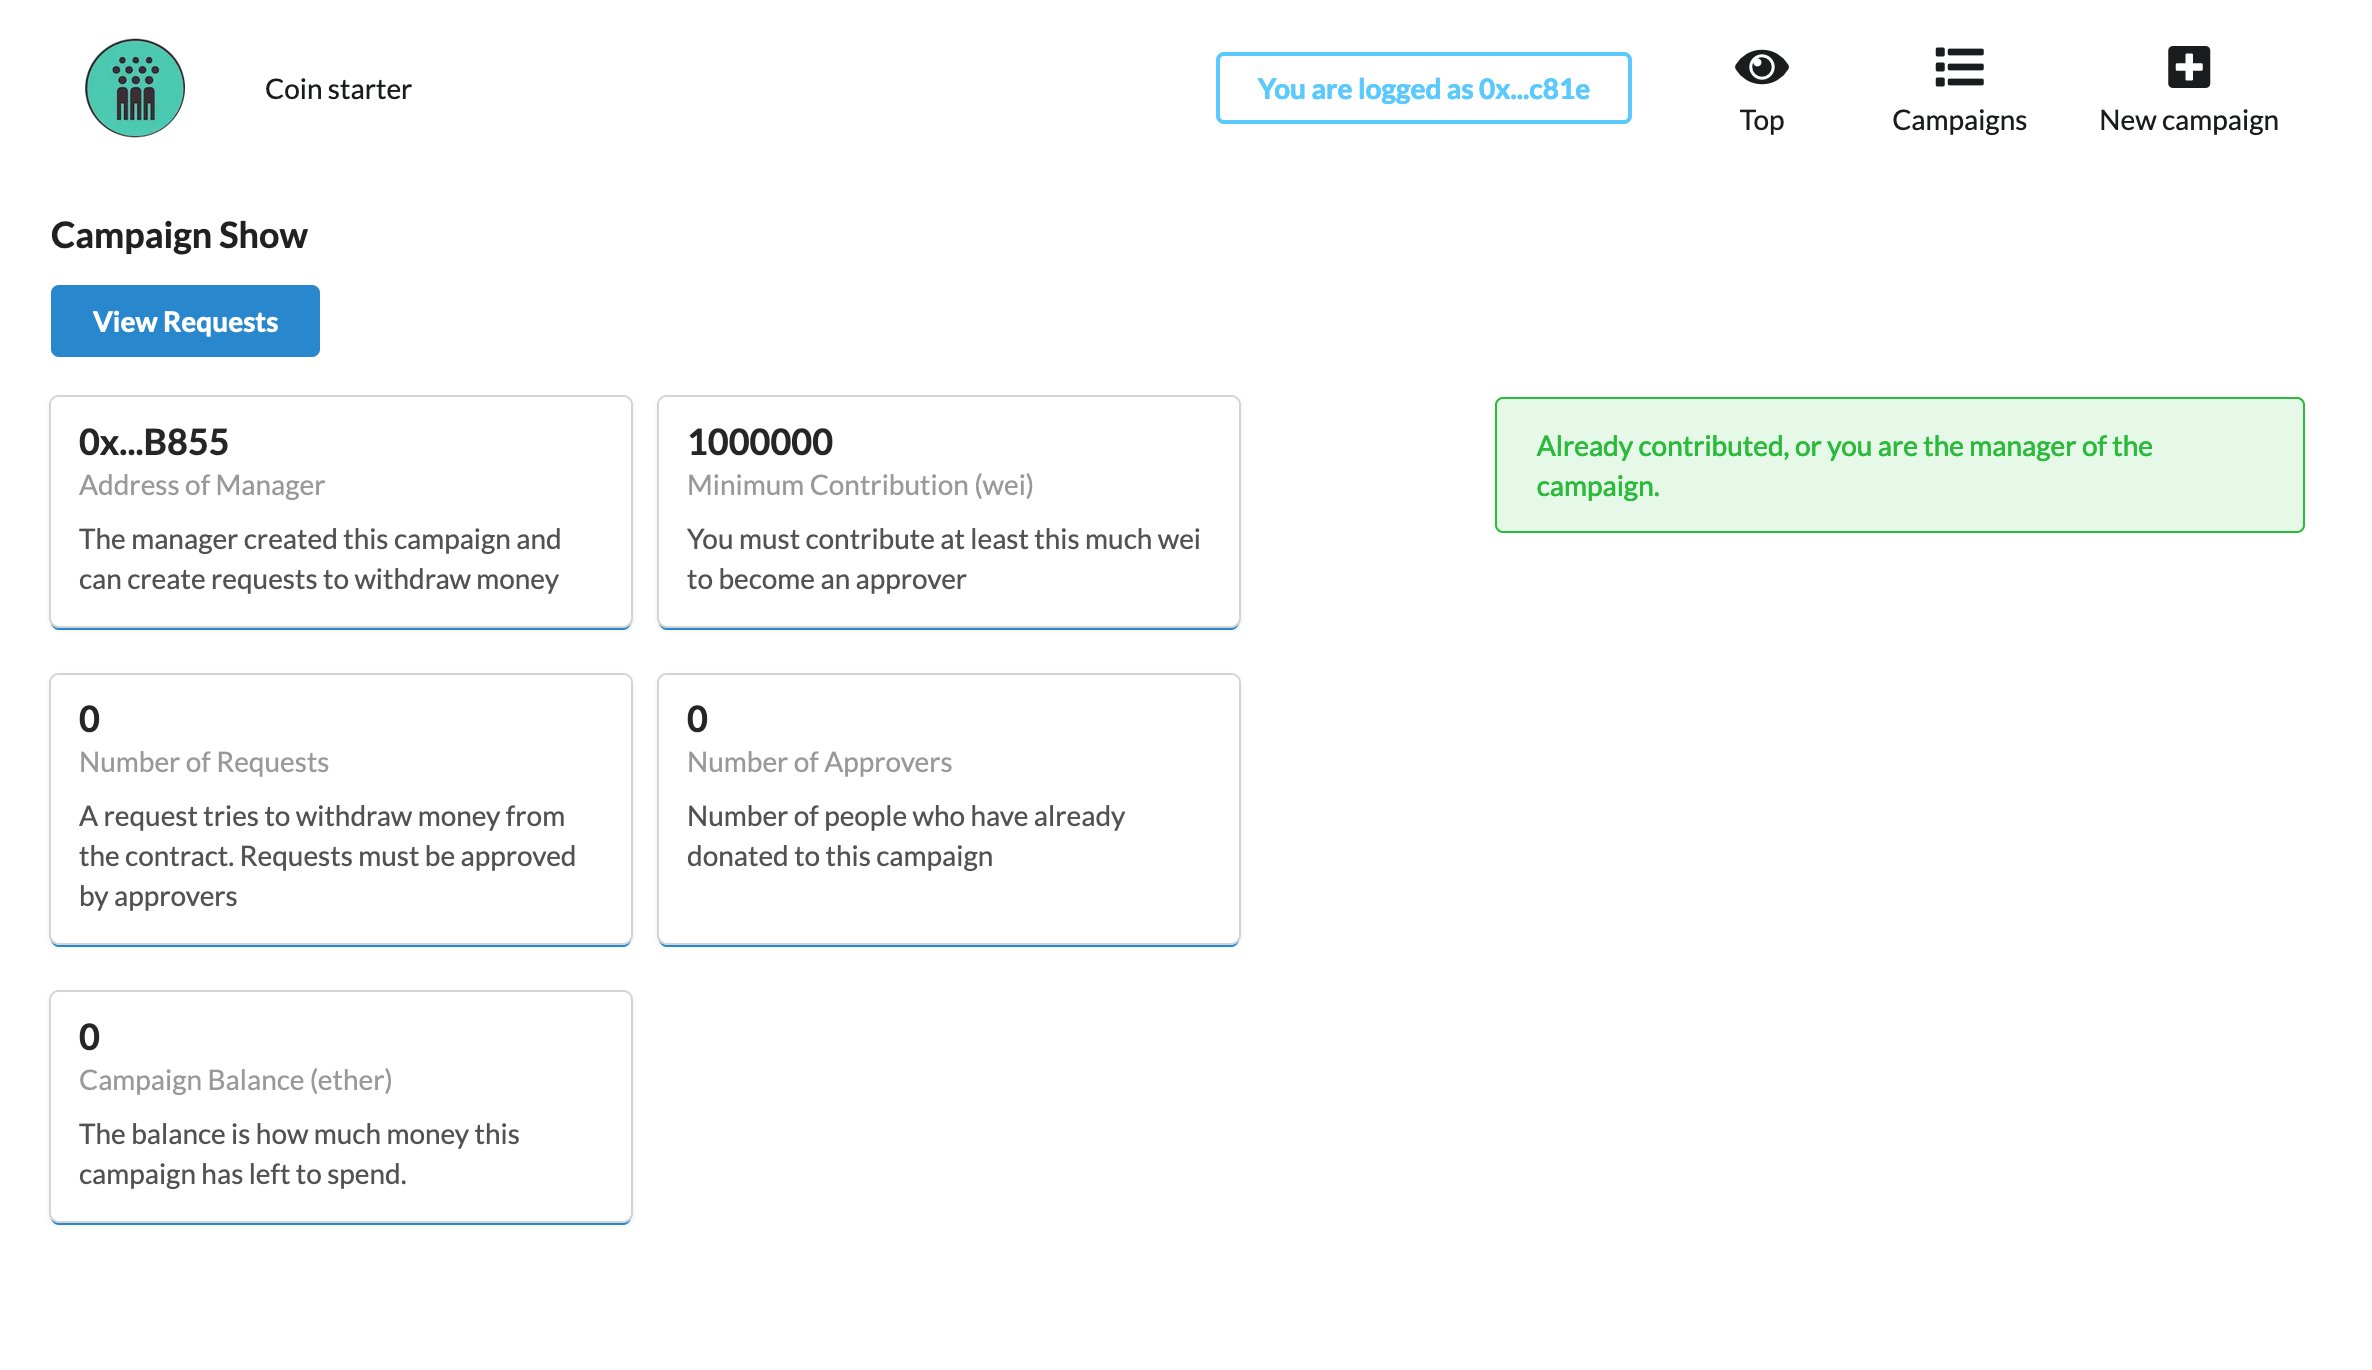 Coin starter
You are logged as 0x...c81e
Top
Campaigns
New campaign
Campaign Show
View Requests
0x...B855
Address of Manager
The manager created this campaign and
can create requests to withdraw money
1000000
Minimum Contribution (wei)
You must contribute at least this much wei
to become an approver
Already contributed, or you are the manager of the
campaign.
0
Number of Requests
A request tries to withdraw money from
the contract. Requests must be approved
by approvers
0
Number of Approvers
Number of people who have already
donated to this campaign
0
Campaign Balance (ether)
The balance is how much money this
campaign has left to spend.